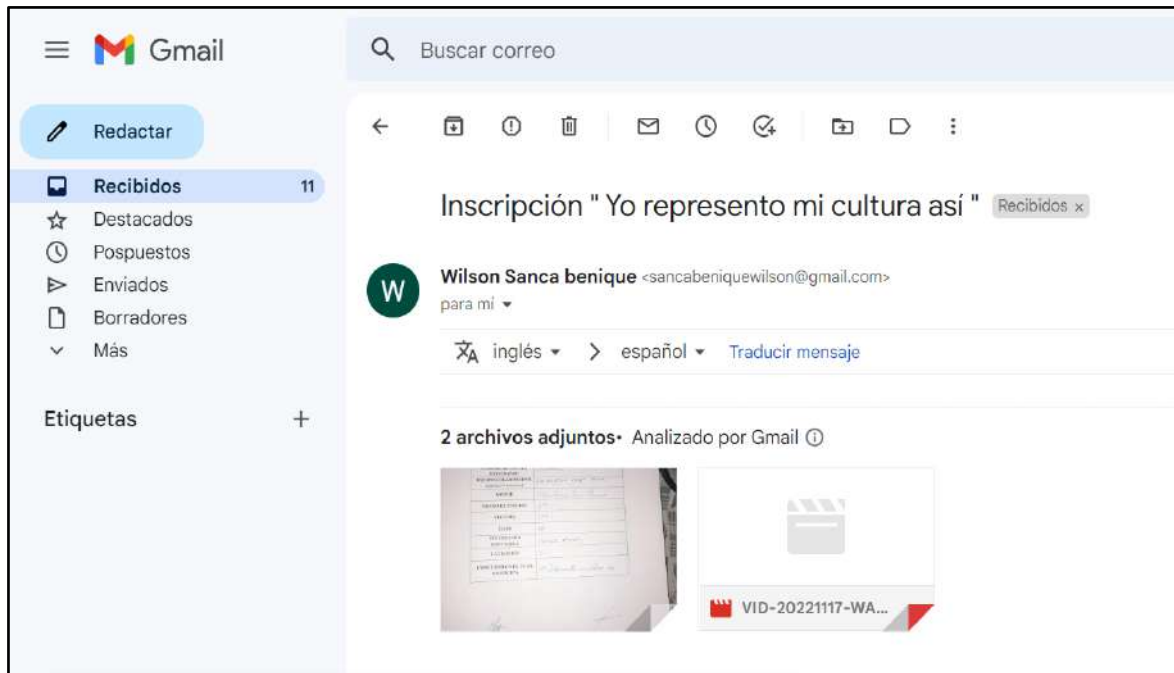 Gmail
Buscar correo
Redactar
Recibidos 11
Destacados
Pospuestos
Enviados
Borradores
Más
Etiquetas
Inscripción " Yo represento mi cultura así " Recibidos x
Wilson Sanca benique <sancabeniquewilson@gmail.com>
W
para mí
inglés > español Traducir mensaje
2 archivos adjuntos• Analizado por Gmail
VID-20221117-WA...